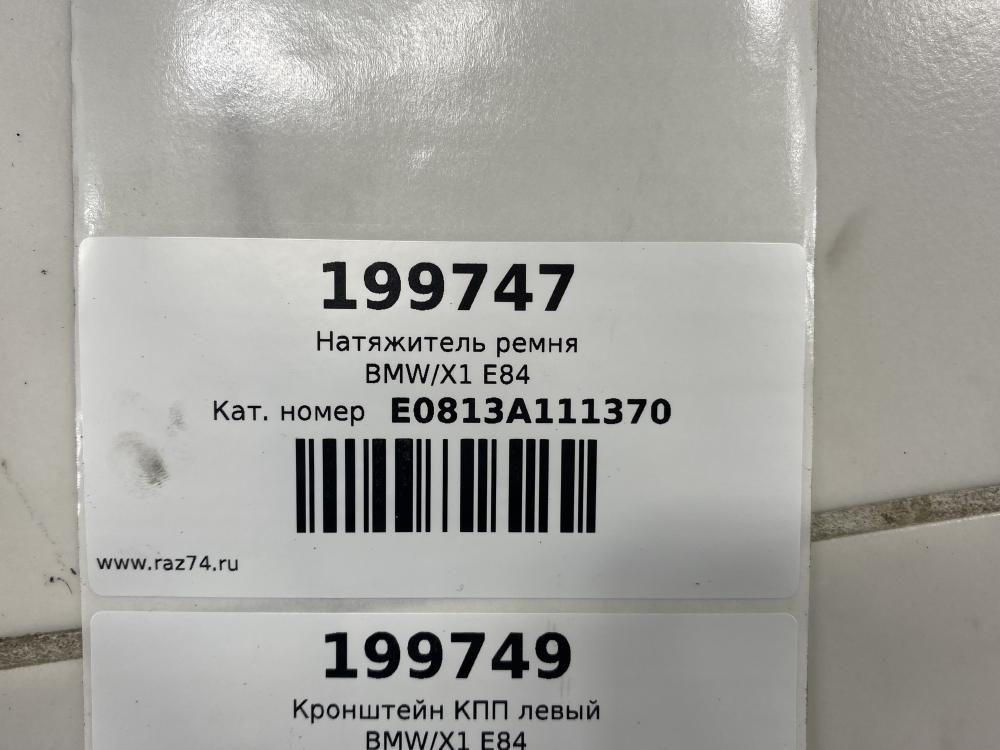 199747
Натяжитель ремня
BMW/X1 E84
Кат. номер E0813A111370
www.raz74.ru
199749
Кронштейн КПП левый
BMW/X1 E84